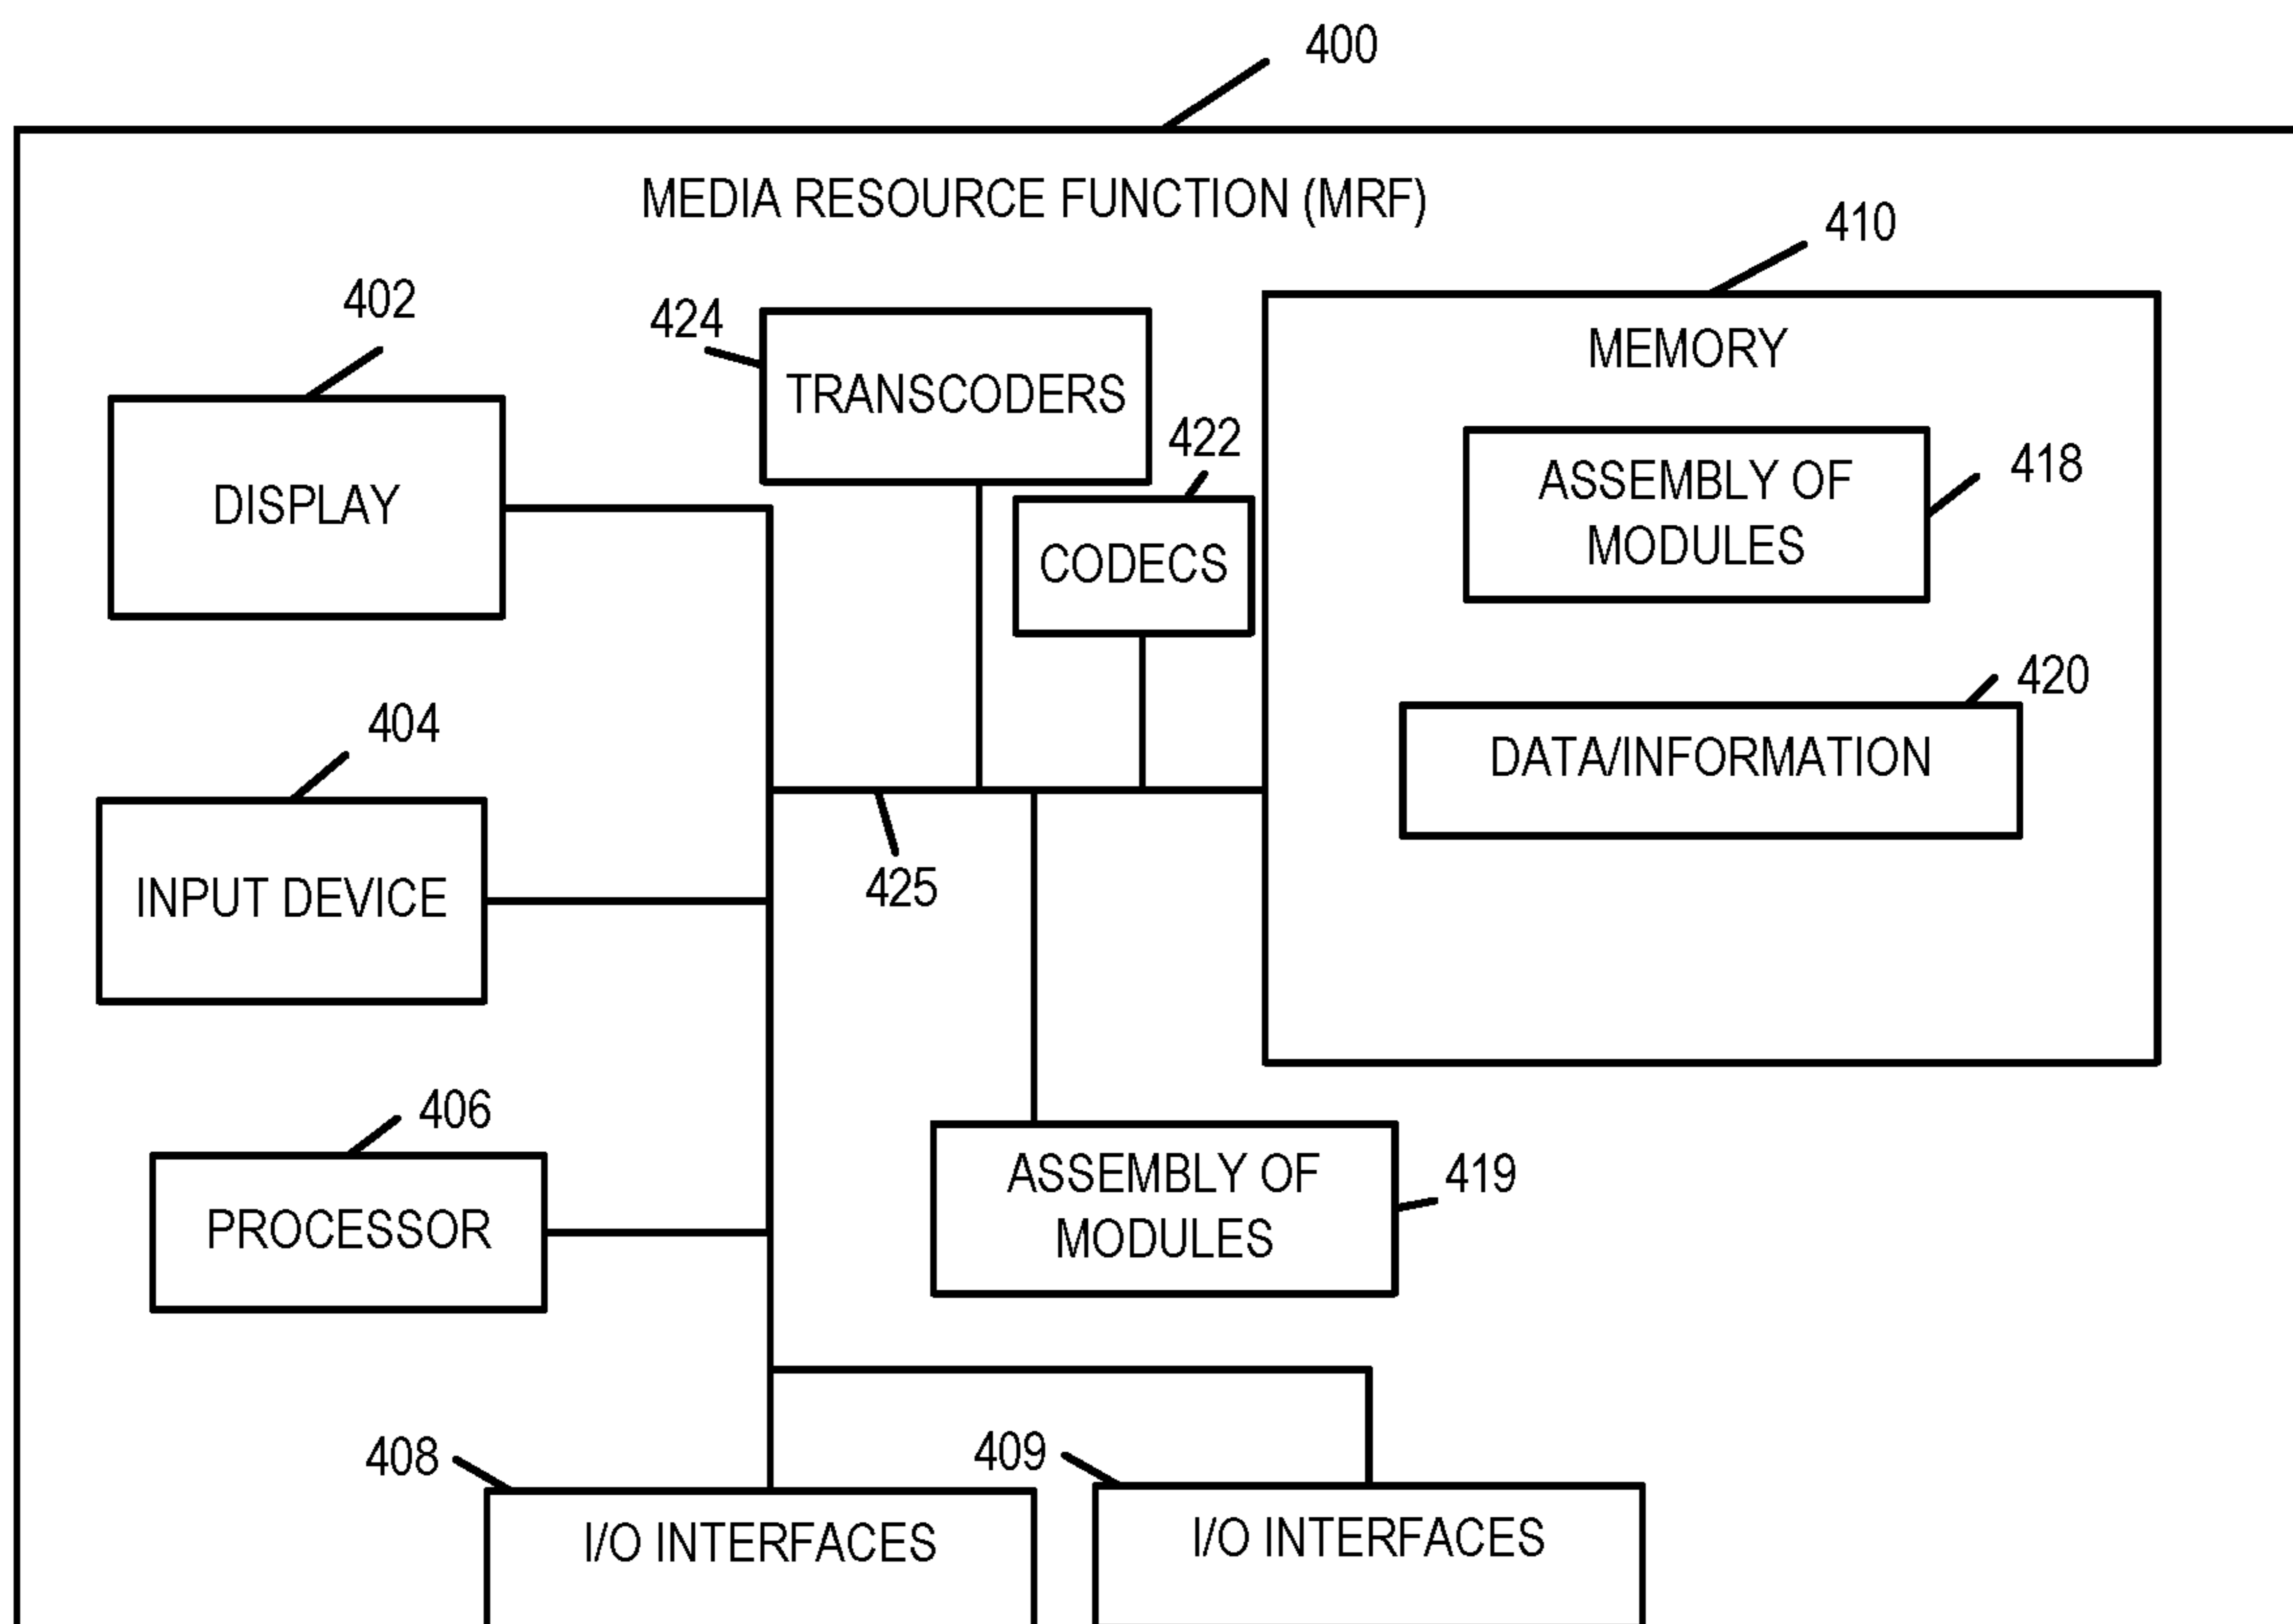 400
MEDIA RESOURCE FUNCTION (MRF)
410
402
424
MEMORY
TRANSCODERS
422
418
ASSEMBLY OF
MODULES
DISPLAY
CODECS
420
404
DATA/INFORMATION
425
INPUT DEVICE
406
ASSEMBLY OF
MODULES
419
PROCESSOR
408
409
I/O INTERFACES
I/O INTERFACES